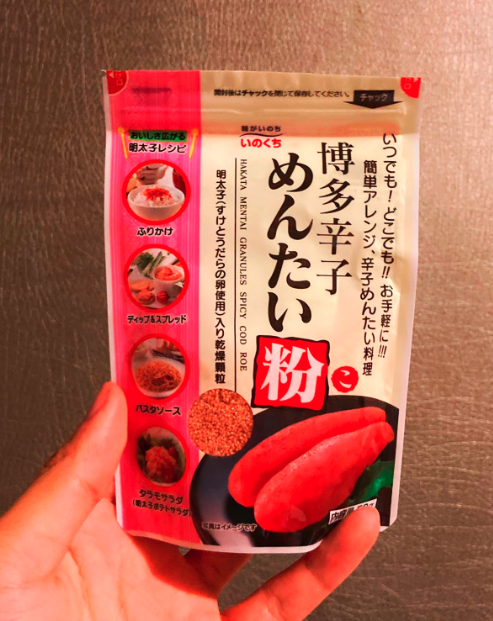 開封後はチャックを閉じて保存してください。
チャック
おいしさ広がる
明太子レシピ
ふりかけ
ディップ&スプレッド
パスタソース
タラモサラダ
(明太子ポテトサラダ)
味がいのち
いのくち
いつでも!どこでも!!お手軽に!!!
簡単アレンジ、辛子めんたい料理
博多辛子
めんたい
粉
こ
HAKATA MENTAI GRANULES SPICY COD ROE
明太子(すけとうだらの卵使用)入り乾燥顆粒
写真はイメージです
内容量